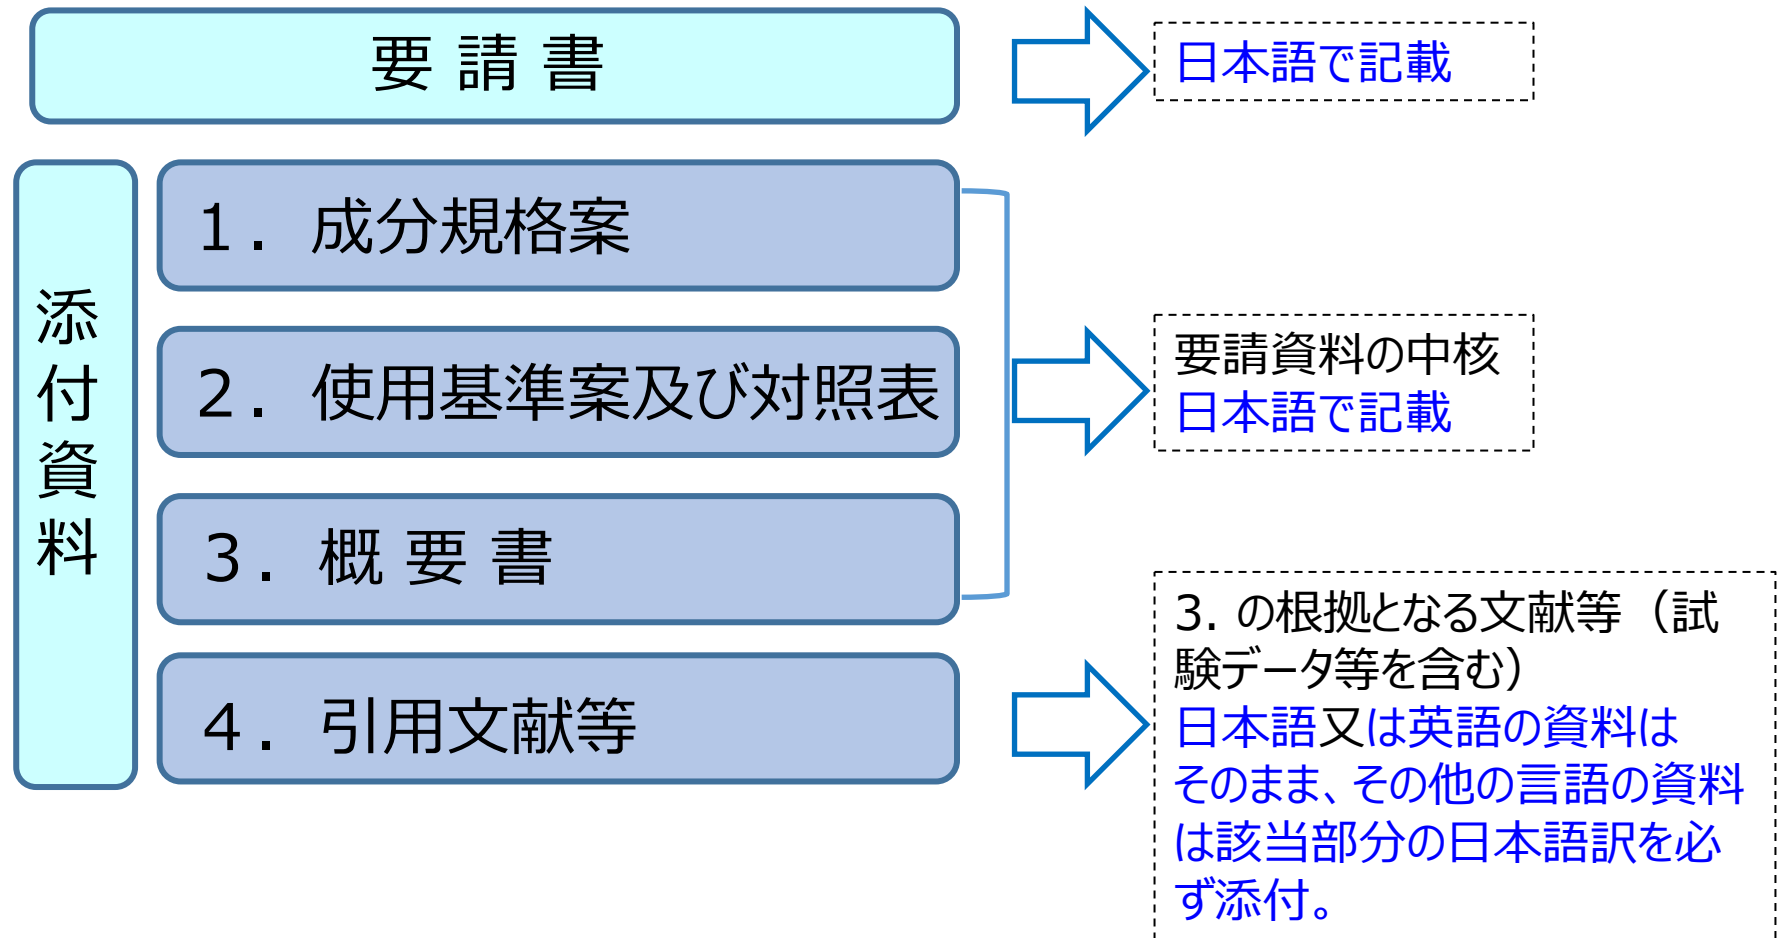 要 請 書
日本語で記載
添付資料
１．成分規格案
２．使用基準案及び対照表
３．概 要 書
４．引用文献等
要請資料の中核
日本語で記載
3. の根拠となる文献等（試
験データ等を含む）
日本語又は英語の資料は
そのまま、その他の言語の資料
は該当部分の日本語訳を必
ず添付。